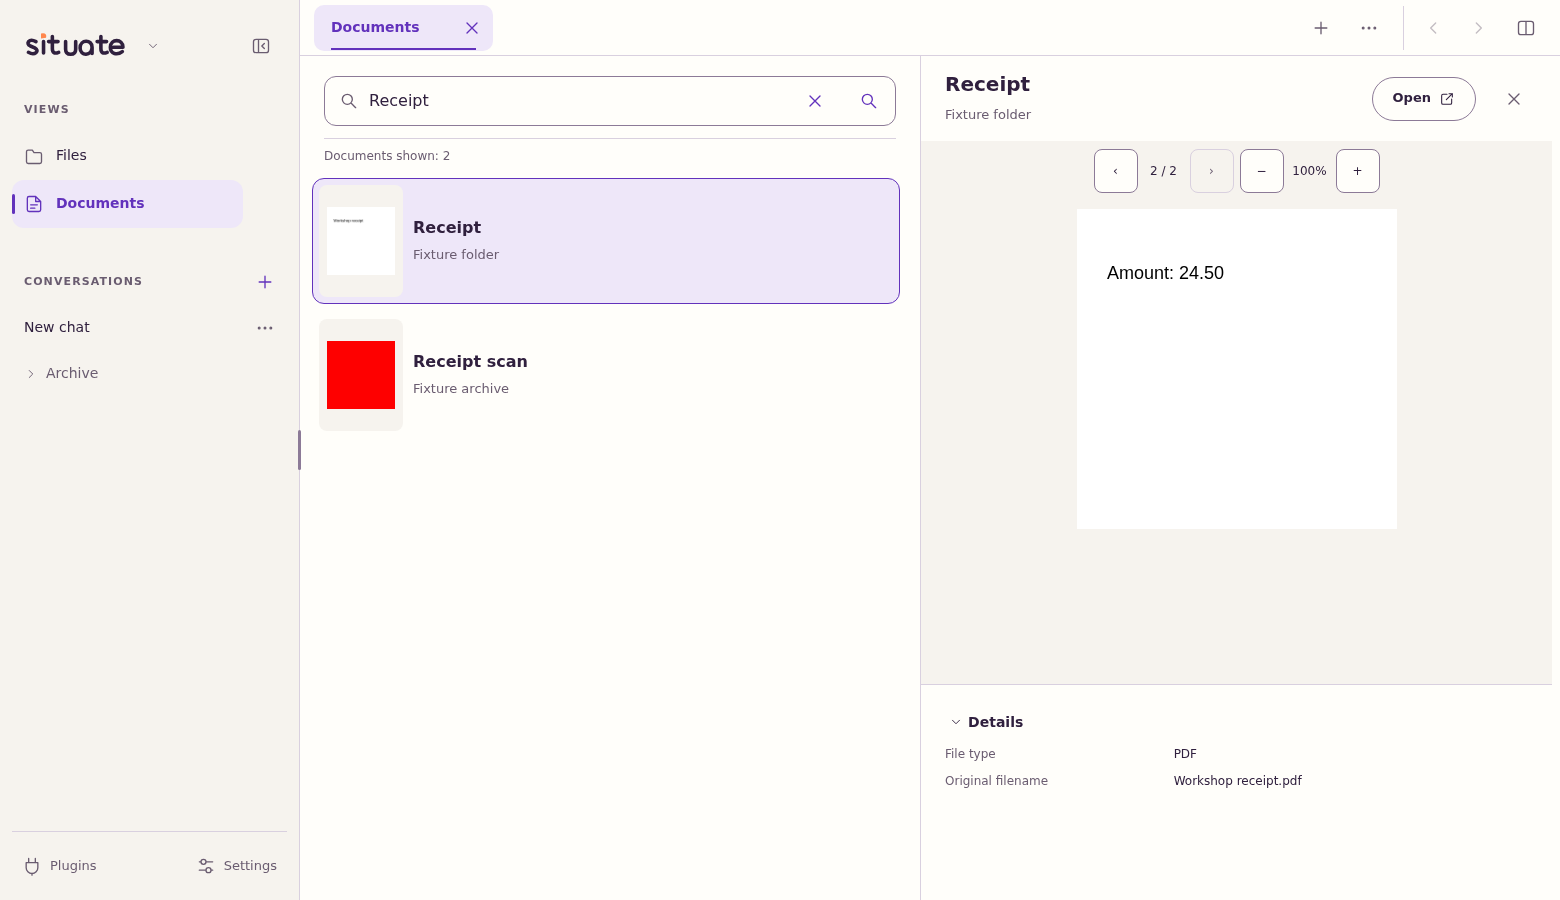 situate
VIEWS
Files
Documents
CONVERSATIONS
New chat
Archive
Plugins
Settings
Documents
Receipt
Documents shown: 2
Workshop receipt
Receipt
Fixture folder
Receipt scan
Fixture archive
Receipt
Fixture folder
Open
2 / 2
100%
Amount: 24.50
Details
File type PDF
Original filename Workshop receipt.pdf